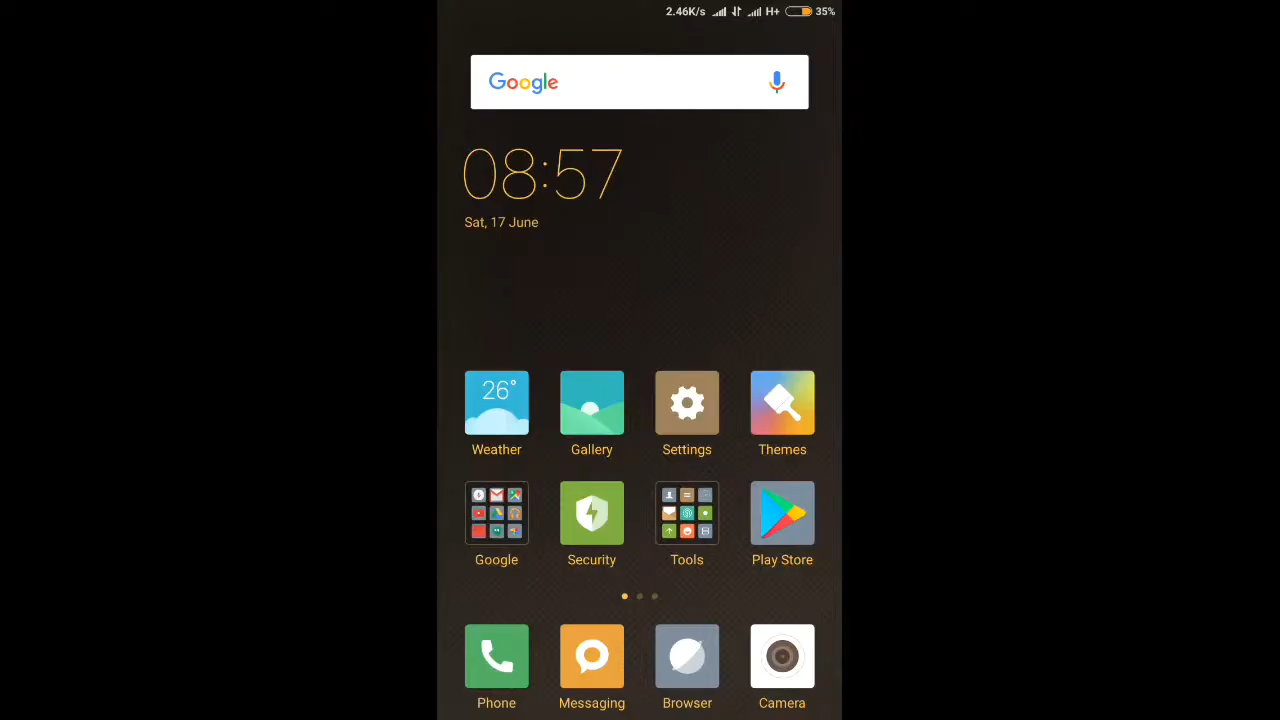 2.46K/s H+ 35%
Google
08:57
Sat, 17 June
26°
Weather Gallery Settings Themes
Google Security Tools Play Store
Phone Messaging Browser Camera